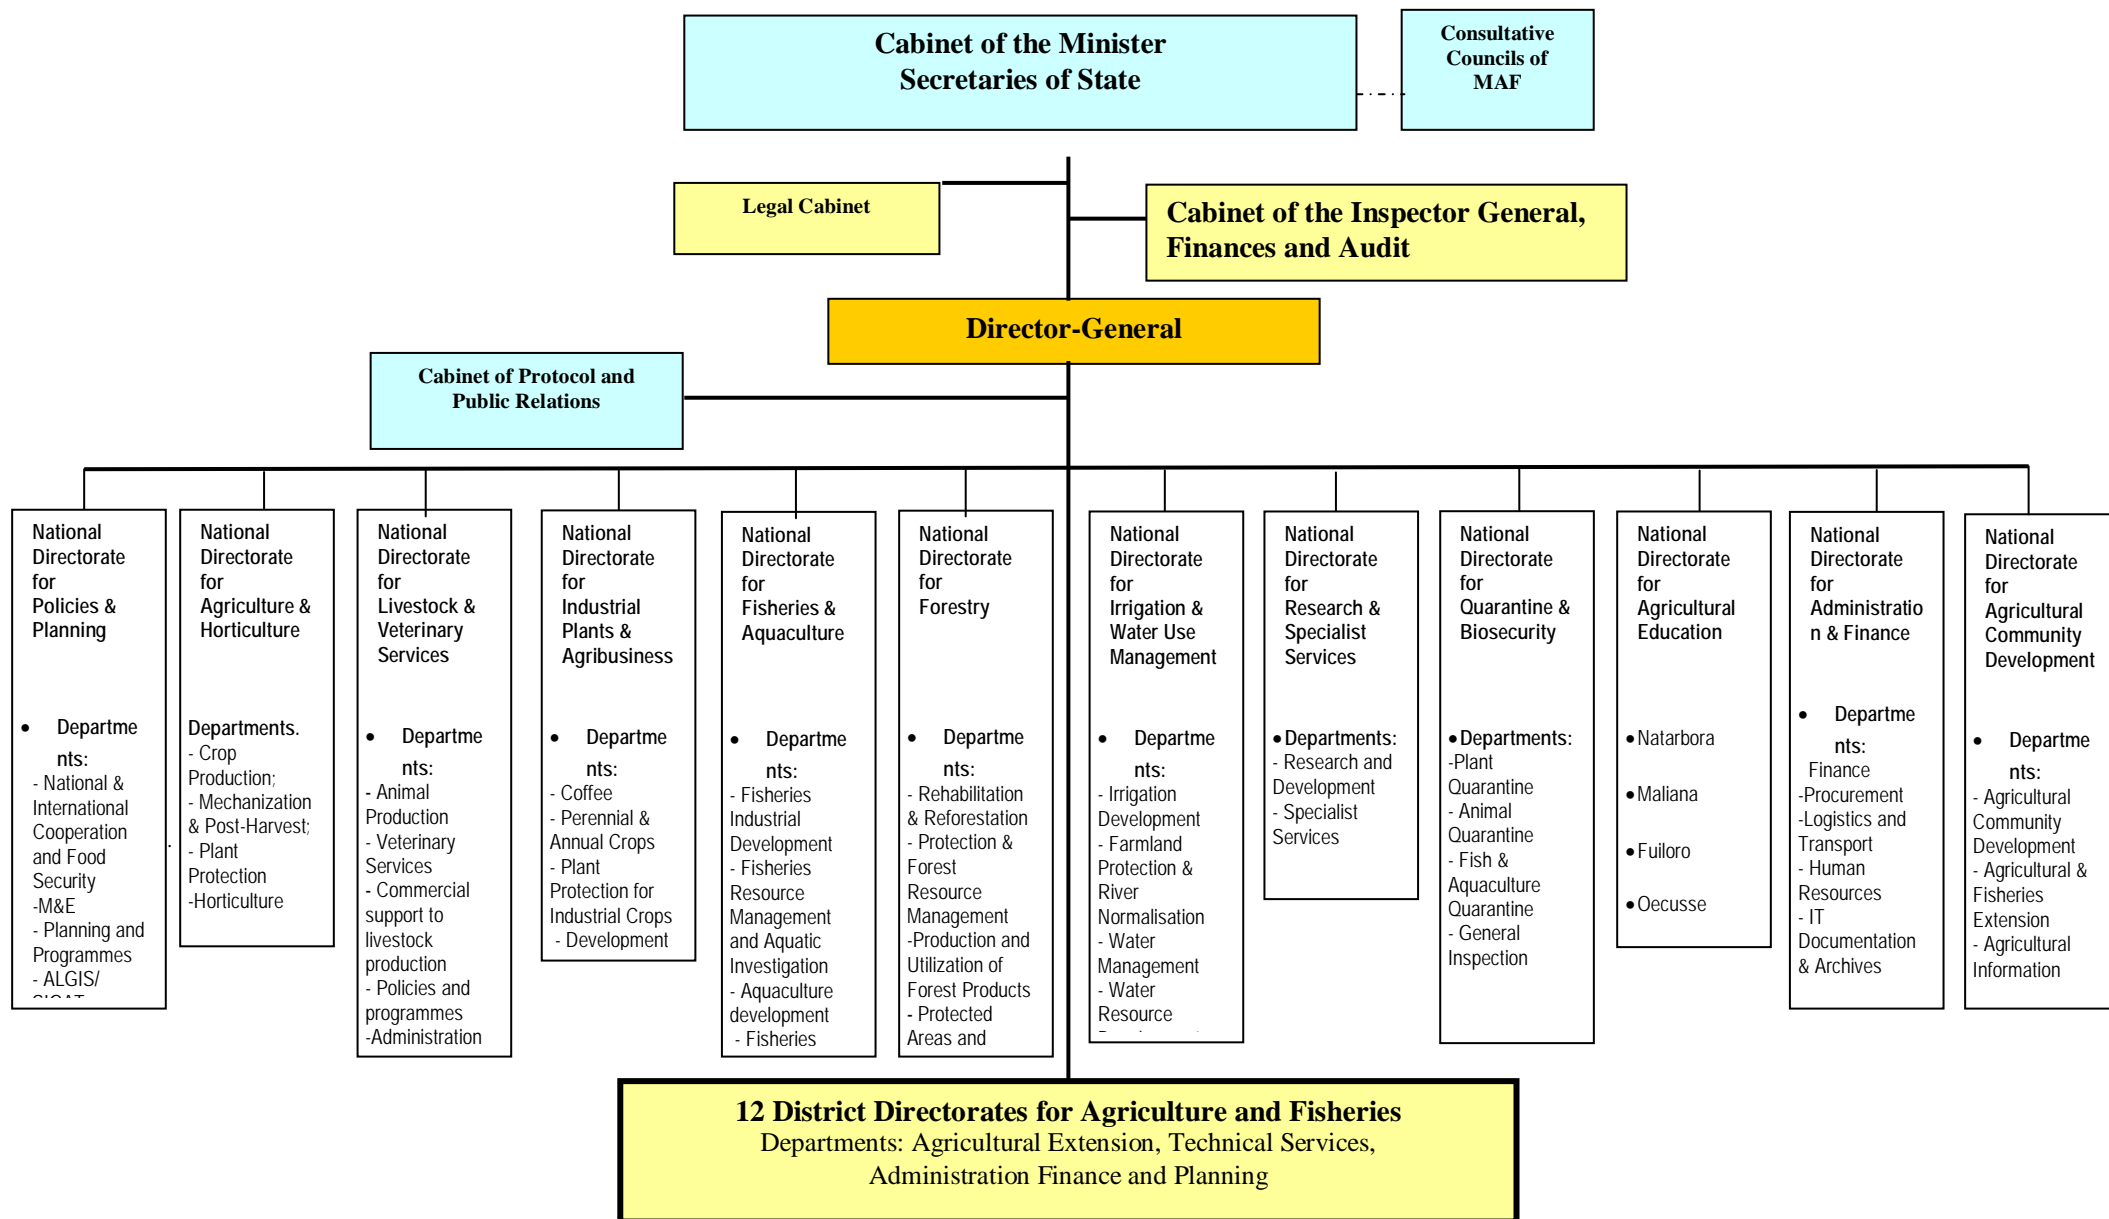 Cabinet of the Minister
Secretaries of State
Consultative
Councils of
MAF
Legal Cabinet
Cabinet of the Inspector General,
Finances and Audit
Director-General
Cabinet of Protocol and
Public Relations
National
Directorate
for
Policies &
Planning
• Departme
nts:
- National &
International
Cooperation
and Food
Security
-M&E
- Planning and
Programmes
- ALGIS/
National
Directorate
for
Agriculture &
Horticulture
Departments.
- Crop
Production;
- Mechanization
& Post-Harvest;
- Plant
Protection
-Horticulture
National
Directorate
for
Livestock &
Veterinary
Services
• Departme
nts:
- Animal
Production
- Veterinary
Services
- Commercial
support to
livestock
production
- Policies and
programmes
-Administration
National
Directorate
for
Industrial
Plants &
Agribusiness
• Departme
nts:
- Coffee
- Perennial &
Annual Crops
- Plant
Protection for
Industrial Crops
- Development
National
Directorate
for
Fisheries &
Aquaculture
• Departme
nts:
- Fisheries
Industrial
Development
- Fisheries
Resource
Management
and Aquatic
Investigation
- Aquaculture
development
- Fisheries
National
Directorate
for
Forestry
• Departme
nts:
- Rehabilitation
& Reforestation
- Protection &
Forest
Resource
Management
-Production and
Utilization of
Forest Products
- Protected
Areas and
National
Directorate
for
Irrigation &
Water Use
Management
• Departme
nts:
- Irrigation
Development
- Farmland
Protection &
River
Normalisation
- Water
Management
- Water
Resource
National
Directorate
for
Research &
Specialist
Services
• Departments:
- Research and
Development
- Specialist
Services
National
Directorate
for
Quarantine &
Biosecurity
• Departments:
-Plant
Quarantine
- Animal
Quarantine
- Fish &
Aquaculture
Quarantine
- General
Inspection
National
Directorate
for
Agricultural
Education
• Natarbora
• Maliana
• Fuiloro
• Oecusse
National
Directorate
for
Administratio
n & Finance
• Departme
nts:
Finance
-Procurement
-Logistics and
Transport
- Human
Resources
- IT
Documentation
& Archives
National
Directorate
for
Agricultural
Community
Development
• Departme
nts:
- Agricultural
Community
Development
- Agricultural &
Fisheries
Extension
- Agricultural
Information
12 District Directorates for Agriculture and Fisheries
Departments: Agricultural Extension, Technical Services,
Administration Finance and Planning